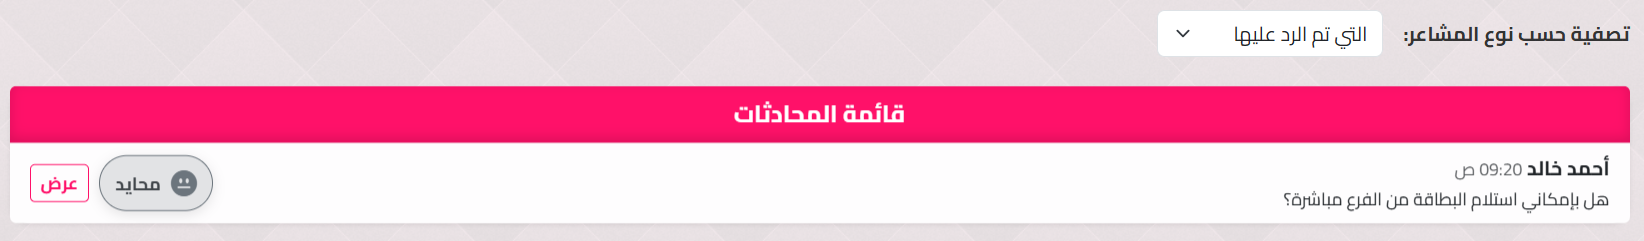 تصفية حسب نوع المشاعر:
التي تم الرد عليها
قائمة المحادثات
أحمد خالد 09:20 ص
هل بإمكاني استلام البطاقة من الفرع مباشرة؟
محايد
عرض